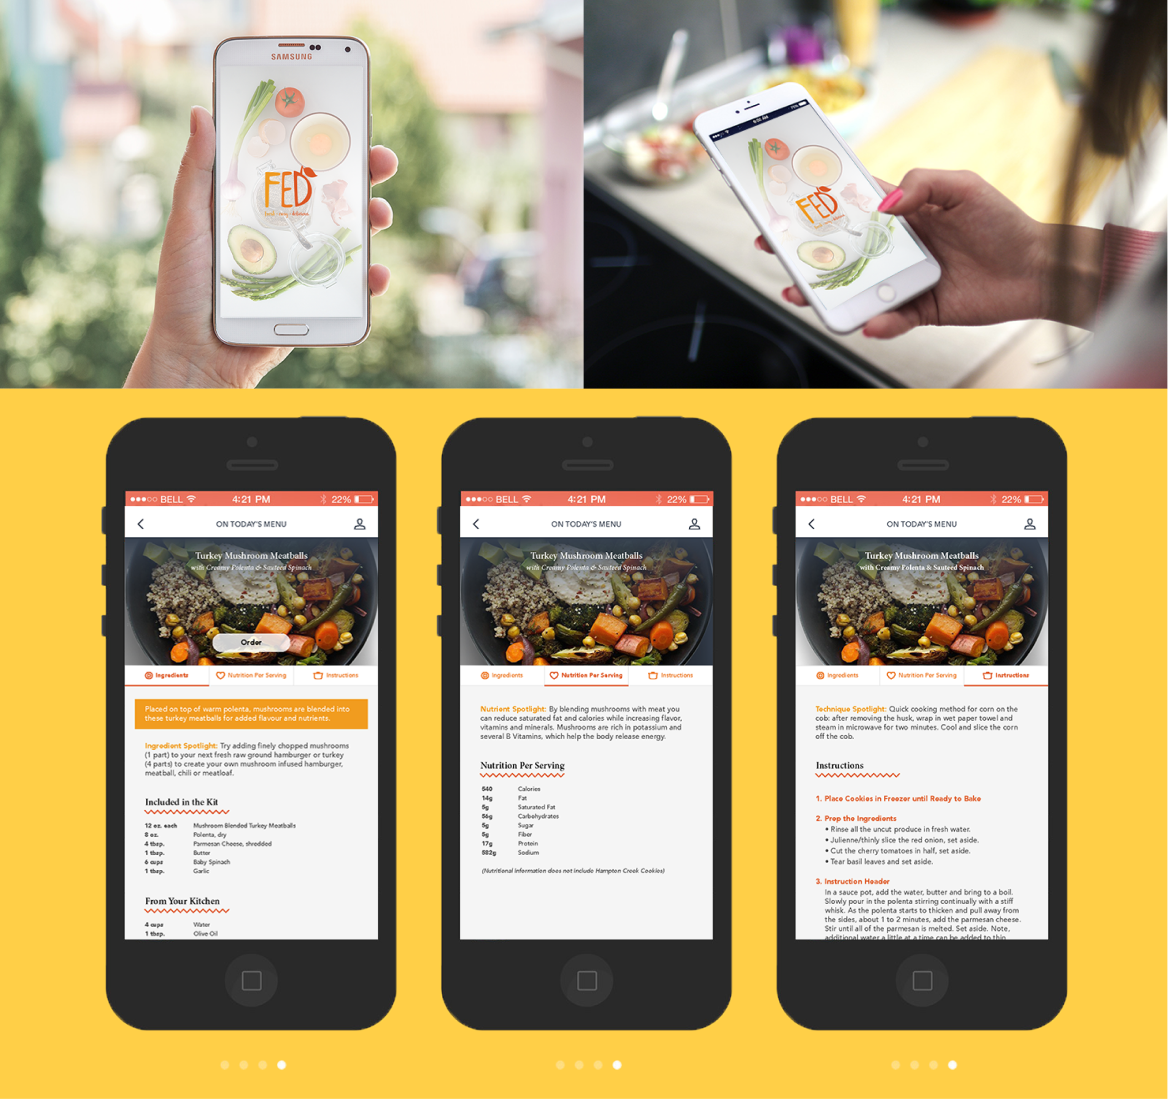 SAMSUNG
FED
FED
BELL 4:21 PM 22%
ON TODAY'S MENU
Turkey Mushroom Meatballs
with Creamy Polenta & Sauteed Spinach
Order
Ingredients Nutrition Per Serving Instructions
Placed on top of warm polenta, mushrooms are blended into
these turkey meatballs for added flavour and nutrients.
Ingredient Spotlight: Try adding finely chopped mushrooms
(1 part) to your next fresh raw ground hamburger or turkey
(4 parts) to create your own mushroom infused hamburger,
meatball, chili or meatloaf.
Included in the Kit
12 oz. each Mushroom Blended Turkey Meatballs
8 oz. Polenta, dry
4 tbsp. Parmesan Cheese, shredded
1 tbsp. Butter
6 cups Baby Spinach
1 tbsp. Garlic
From Your Kitchen
4 cups Water
1 tbsp. Olive Oil
BELL 4:21 PM 22%
ON TODAY'S MENU
Turkey Mushroom Meatballs
with Creamy Polenta & Sauteed Spinach
Ingredients Nutrition Per Serving Instructions
Nutrient Spotlight: By blending mushrooms with meat you
can reduce saturated fat and calories while increasing flavor,
vitamins and minerals. Mushrooms are rich in potassium and
several B Vitamins, which help the body release energy.
Nutrition Per Serving
540 Calories
14g Fat
5g Saturated Fat
56g Carbohydrates
5g Sugar
5g Fiber
17g Protein
582g Sodium
(Nutritional Information does not include Hampton Creek Cookies)
BELL 4:21 PM 22%
ON TODAY'S MENU
Turkey Mushroom Meatballs
with Creamy Polenta & Sauteed Spinach
Ingredients Nutrition Per Serving Instructions
Technique Spotlight: Quick cooking method for corn on the
cob: after removing the husk, wrap in wet paper towel and
steam in microwave for two minutes. Cool and slice the corn
off the cob.
Instructions
1. Place Cookies in Freezer until Ready to Bake
2. Prep the Ingredients
• Rinse all the uncut produce in fresh water.
• Julienne/thinly slice the red onion, set aside.
• Cut the cherry tomatoes in half, set aside.
• Tear basil leaves and set aside.
3. Instruction Header
In a sauce pot, add the water, butter and bring to a boil.
Slowly pour in the polenta stirring continually with a stiff
whisk. As the polenta starts to thicken and pull away from
the sides, about 1 to 2 minutes, add the parmesan cheese.
Stir until all of the parmesan is melted. Set aside. Note,
additional water a little at a time can be added to thin